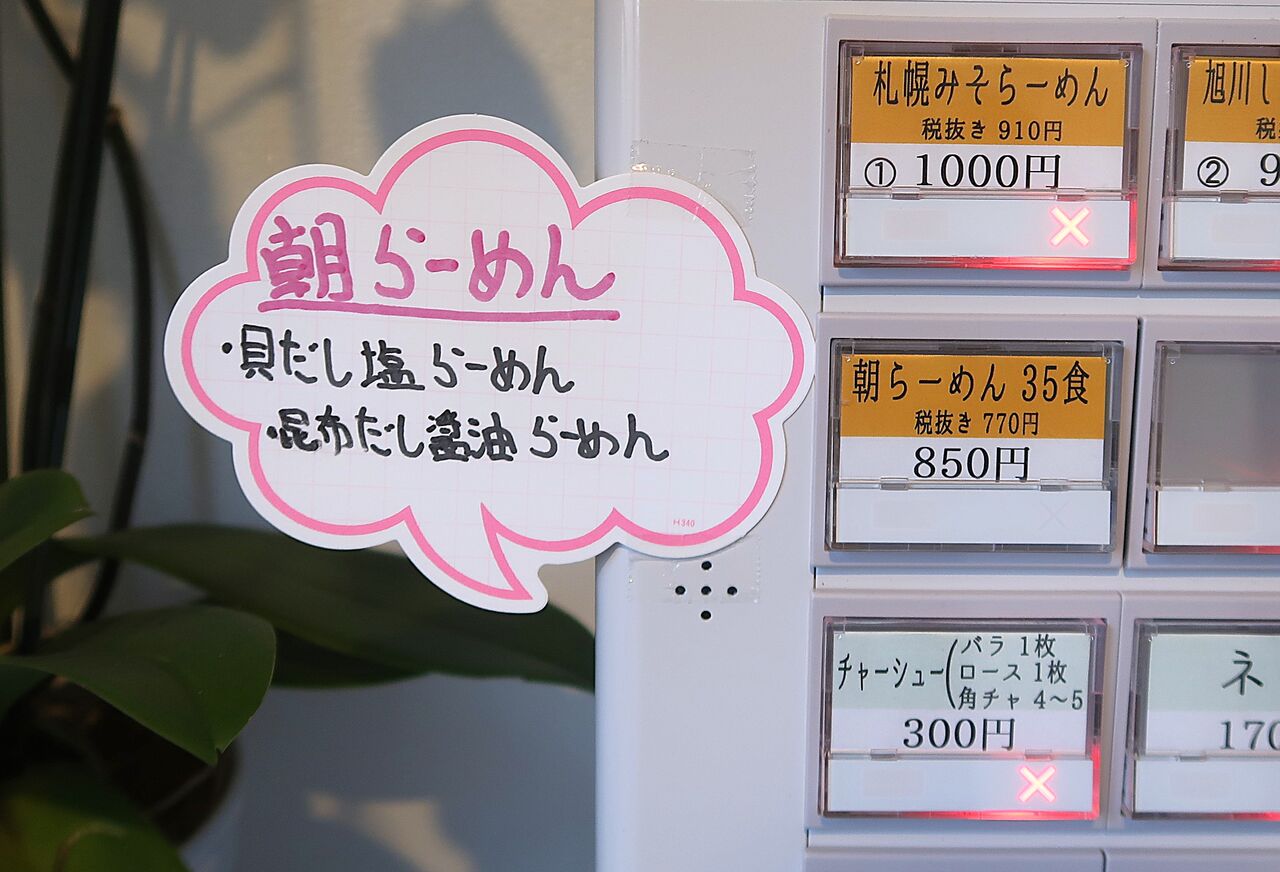 朝らーめん
・貝だし塩らーめん
・昆布だし醤油らーめん
H340
札幌みそらーめん
税抜き 910円
① 1000円
旭川し
税
② 9
朝らーめん 35食
税抜き 770円
850円
チャーシュー(バラ 1枚
ロース 1枚
角チャ 4～5
300円
ネ
170